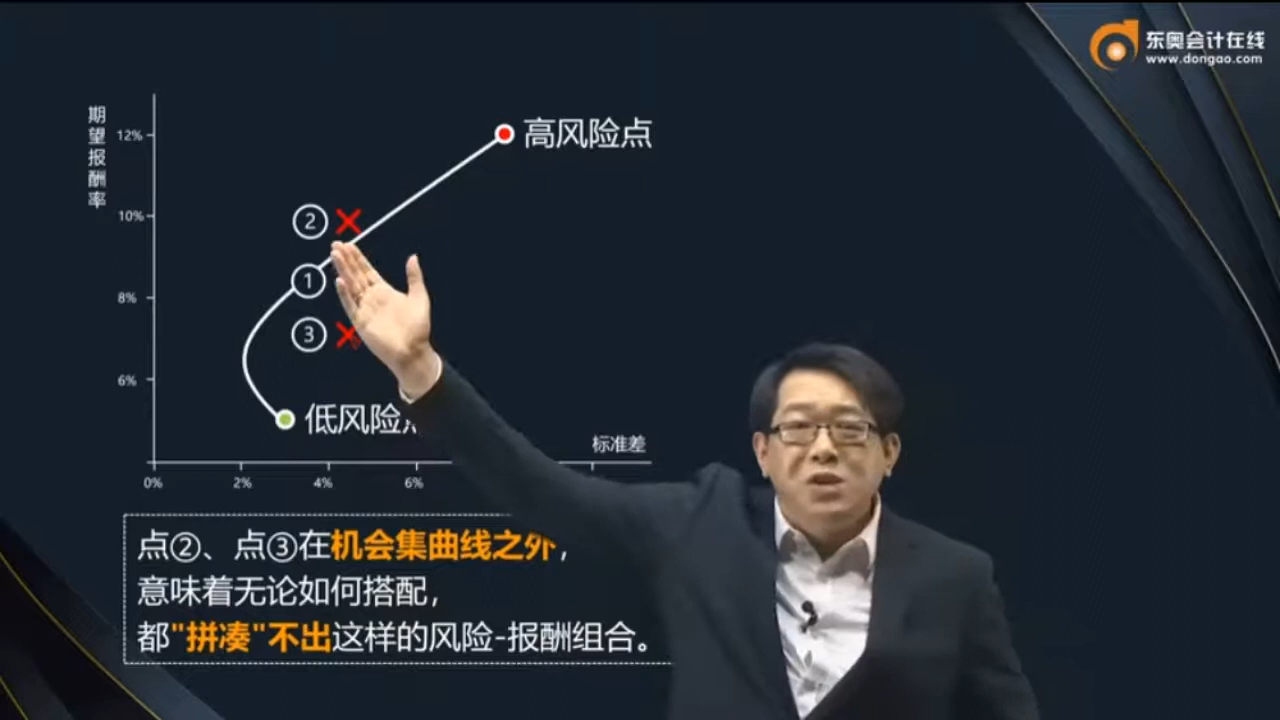 东奥会计在线
www.dongao.com
期望报酬率
12%
高风险点
10%
②
①
8%
③
6%
低风险
标准差
0%
2%
4%
6%
点②、点③在机会集曲线之外，
意味着无论如何搭配，
都"拼凑"不出这样的风险-报酬组合。